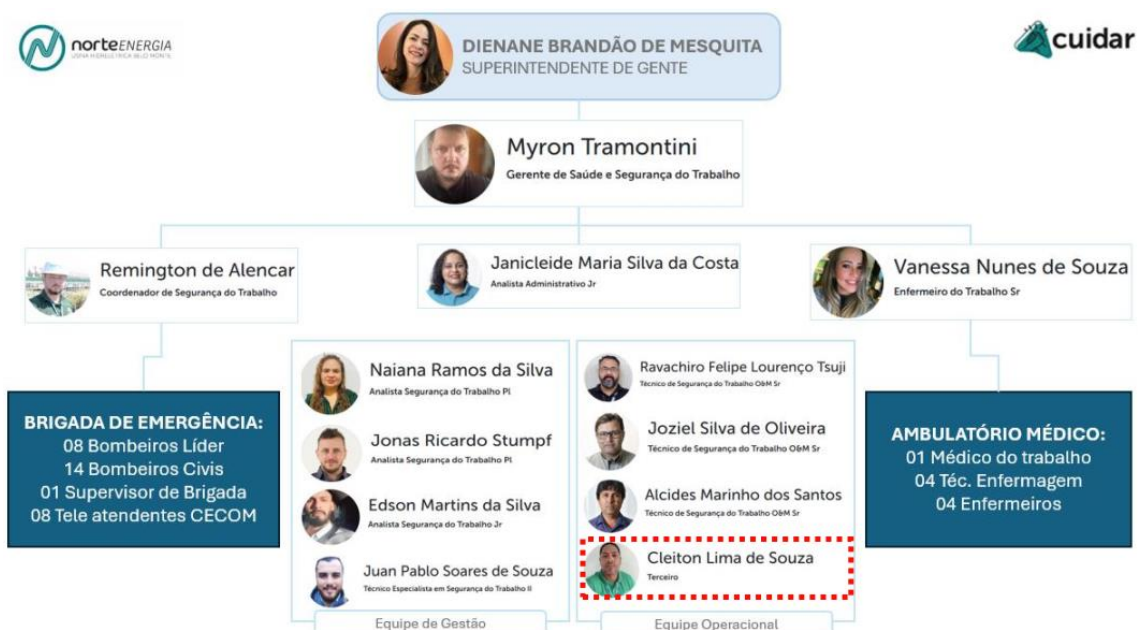 norteENERGIA
USINA HIDRELÉTRICA BELO MONTE
cuidar
DIENANE BRANDÃO DE MESQUITA
SUPERINTENDENTE DE GENTE
Myron Tramontini
Gerente de Saúde e Segurança do Trabalho
Remington de Alencar
Coordenador de Segurança do Trabalho
Janicleide Maria Silva da Costa
Analista Administrativo Jr
Vanessa Nunes de Souza
Enfermeiro do Trabalho Sr
BRIGADA DE EMERGÊNCIA:
08 Bombeiros Líder
14 Bombeiros Civis
01 Supervisor de Brigada
08 Tele atendentes CECOM
Naiana Ramos da Silva
Analista Segurança do Trabalho Pl
Jonas Ricardo Stumpf
Analista Segurança do Trabalho Pl
Edson Martins da Silva
Analista Segurança do Trabalho Jr
Juan Pablo Soares de Souza
Técnico Especialista em Segurança do Trabalho II
Equipe de Gestão
Ravachiro Felipe Lourenço Tsuji
Técnico de Segurança do Trabalho O&M Sr
Joziel Silva de Oliveira
Técnico de Segurança do Trabalho O&M Sr
Alcides Marinho dos Santos
Técnico de Segurança do Trabalho O&M Sr
Cleiton Lima de Souza
Terceiro
Equipe Operacional
AMBULATÓRIO MÉDICO:
01 Médico do trabalho
04 Téc. Enfermagem
04 Enfermeiros